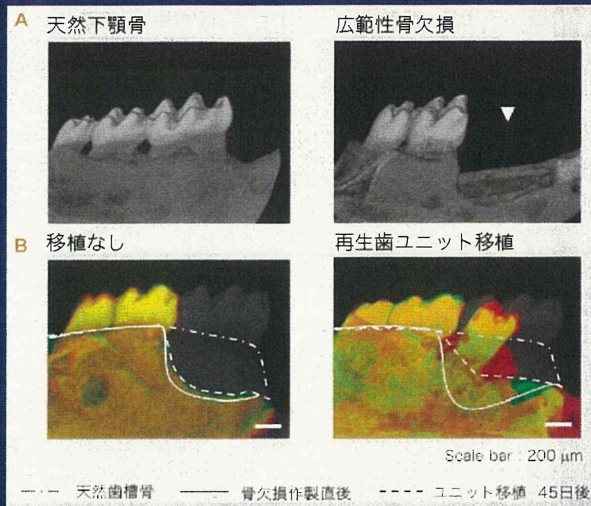 A 天然下顎骨 広範性骨欠損
B 移植なし 再生歯ユニット移植
Scale bar : 200 μm
天然歯槽骨 骨欠損作製直後 ユニット移植 45日後